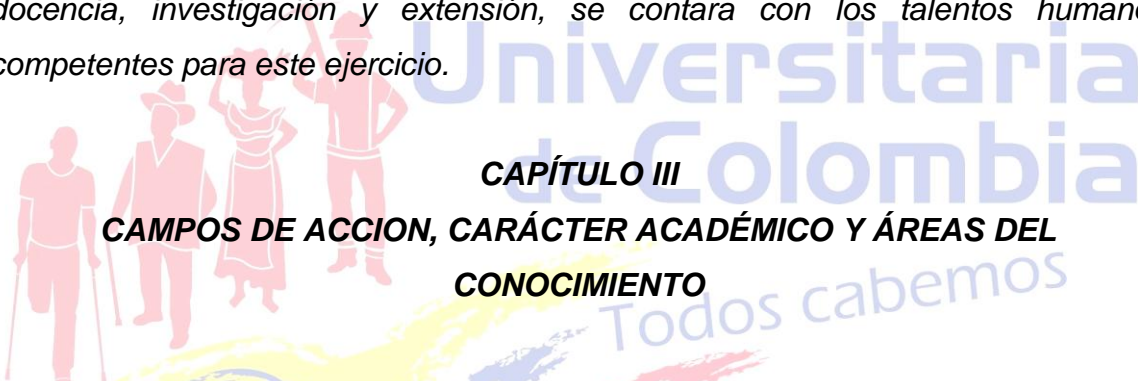 docencia, investigación y extensión, se contara con los talentos humano
competentes para este ejercicio.
Universitaria
de Colombia
CAPÍTULO III
CAMPOS DE ACCION, CARÁCTER ACADÉMICO Y ÁREAS DEL
CONOCIMIENTO
Todos cabemos